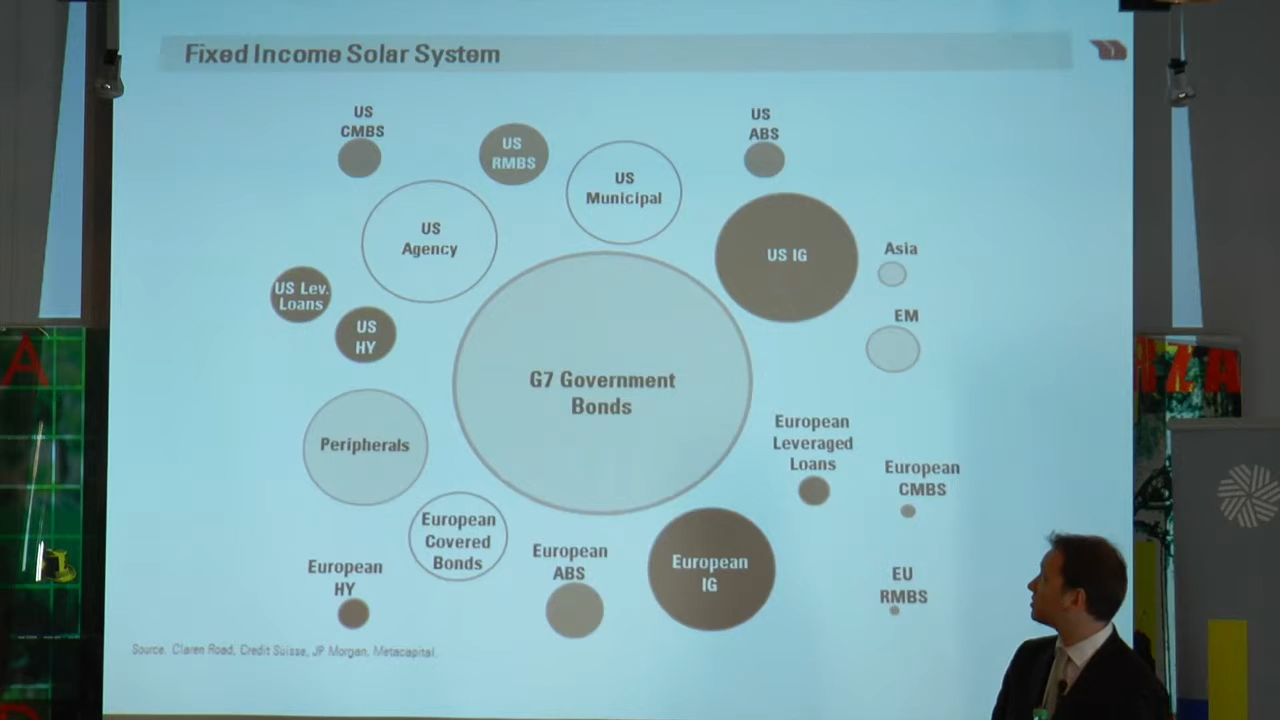 Fixed Income Solar System
US
CMBS
US
RMBS
US
Municipal
US
ABS
US
Agency
US IG
Asia
US Lev.
Loans
US
HY
EM
G7 Government
Bonds
Peripherals
European
Leveraged
Loans
European
CMBS
European
Covered
Bonds
European
HY
European
ABS
European
IG
EU
RMBS
Source. Claren Road, Credit Suisse, JP Morgan, Metacapital.
A